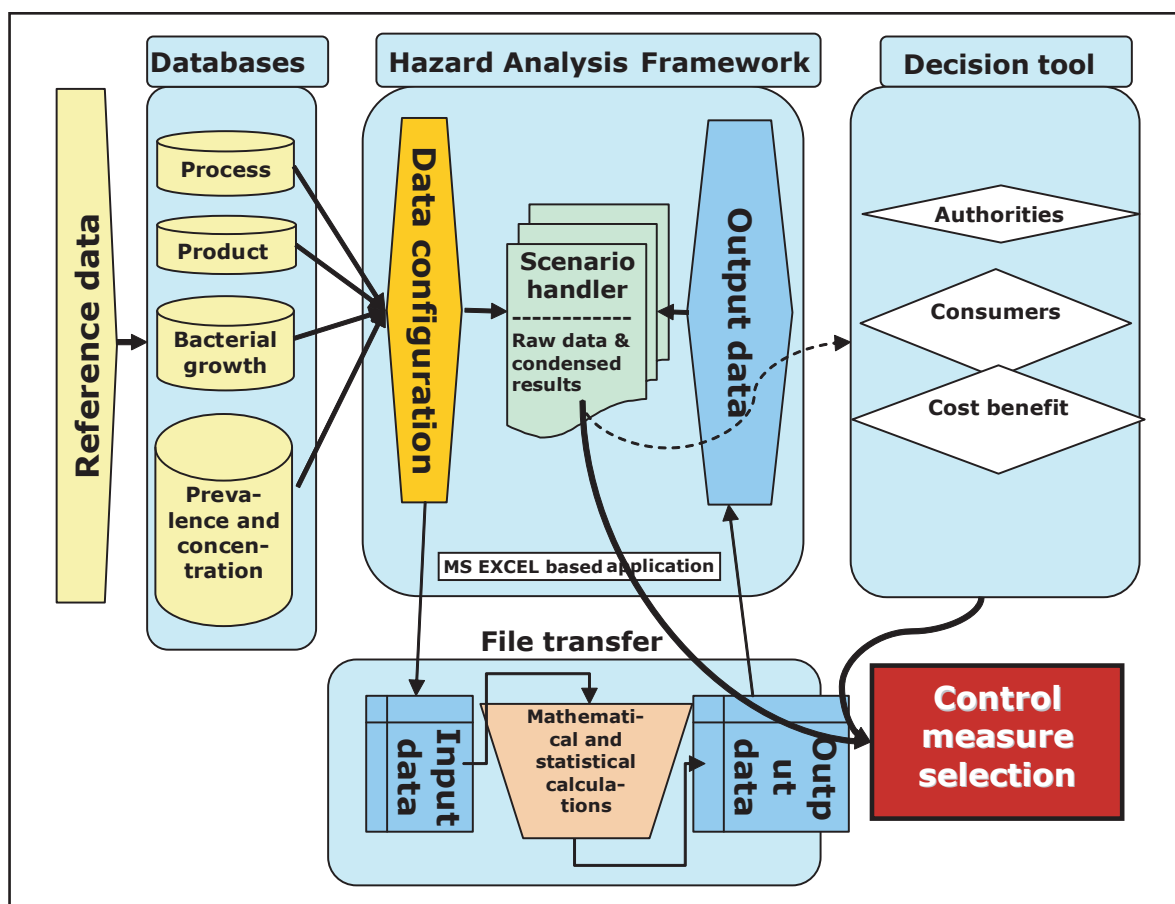 Databases
Hazard Analysis Framework
Decision tool
Reference data
Process
Product
Bacterial
growth
Preva-
lence and
concen-
tration
Data configuration
Scenario
handler
-------------
Raw data &
condensed
results
Output data
MS EXCEL based application
Authorities
Consumers
Cost benefit
File transfer
Input
data
Mathemati-
cal and
statistical
calcula-
tions
Outp
ut
data
Control
measure
selection